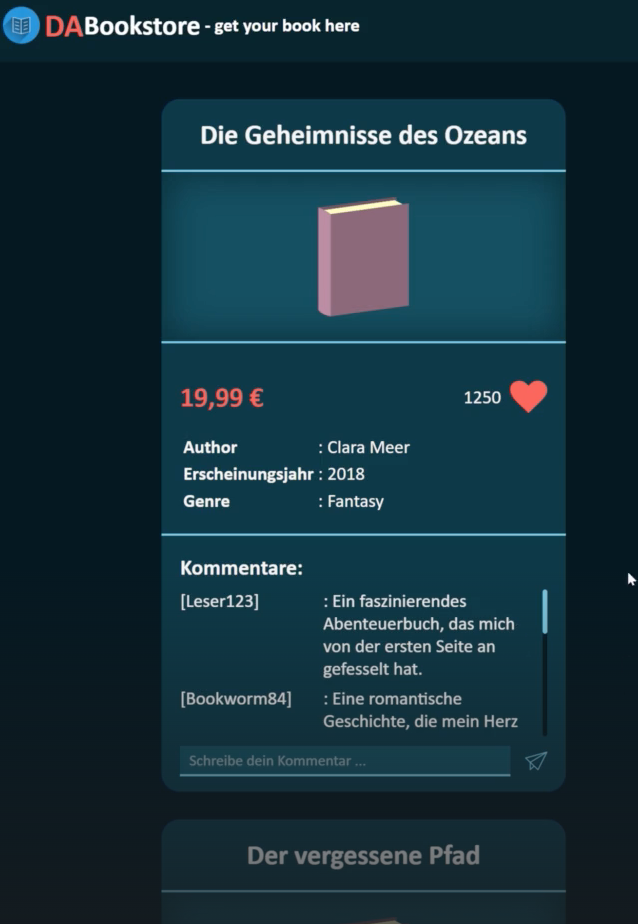 DABookstore - get your book here
Die Geheimnisse des Ozeans
19,99 €
1250
Author : Clara Meer
Erscheinungsjahr : 2018
Genre : Fantasy
Kommentare:
[Leser123] : Ein faszinierendes
Abenteuerbuch, das mich
von der ersten Seite an
gefesselt hat.
[Bookworm84] : Eine romantische
Geschichte, die mein Herz
Schreibe dein Kommentar ...
Der vergessene Pfad